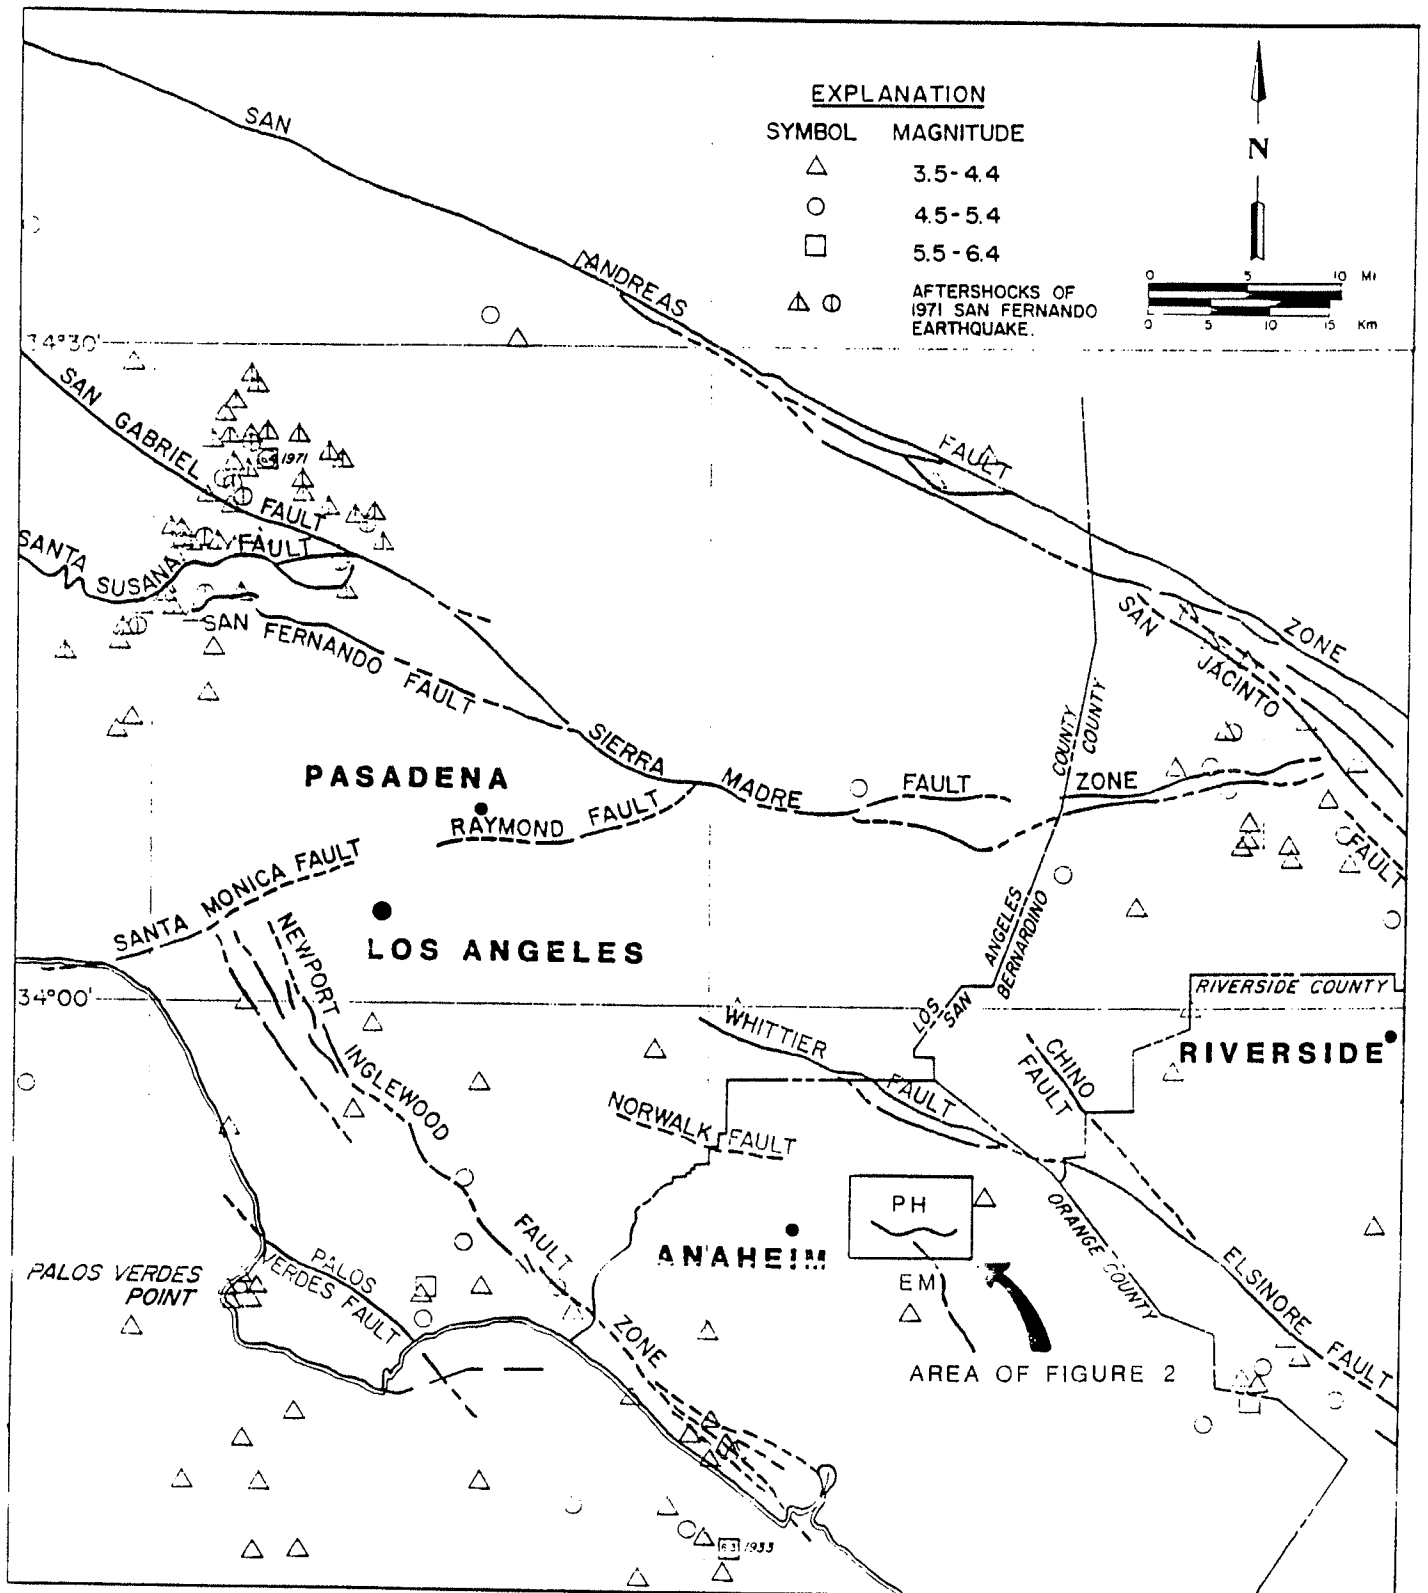 EXPLANATION
SYMBOL MAGNITUDE
3.5-4.4
4.5-5.4
5.5-6.4
AFTERSHOCKS OF
1971 SAN FERNANDO
EARTHQUAKE.
N
0 5 10 MI
0 5 10 15 Km
SAN ANDREAS FAULT ZONE
34°30'
SAN GABRIEL FAULT
6.4 1971
SANTA SUSANA FAULT
SAN FERNANDO FAULT
SAN JACINTO FAULT
SIERRA MADRE FAULT ZONE
COUNTY
COUNTY
PASADENA
RAYMOND FAULT
SANTA MONICA FAULT
LOS ANGELES
NEWPORT INGLEWOOD FAULT ZONE
LOS ANGELES
SAN BERNARDINO
34°00'
RIVERSIDE COUNTY
RIVERSIDE
WHITTIER FAULT
CHINO
FAULT
NORWALK FAULT
PH
ANAHEIM
EM
ORANGE COUNTY
ELSINORE FAULT
PALOS VERDES
POINT
PALOS
VERDES FAULT
AREA OF FIGURE 2
6.3 1933